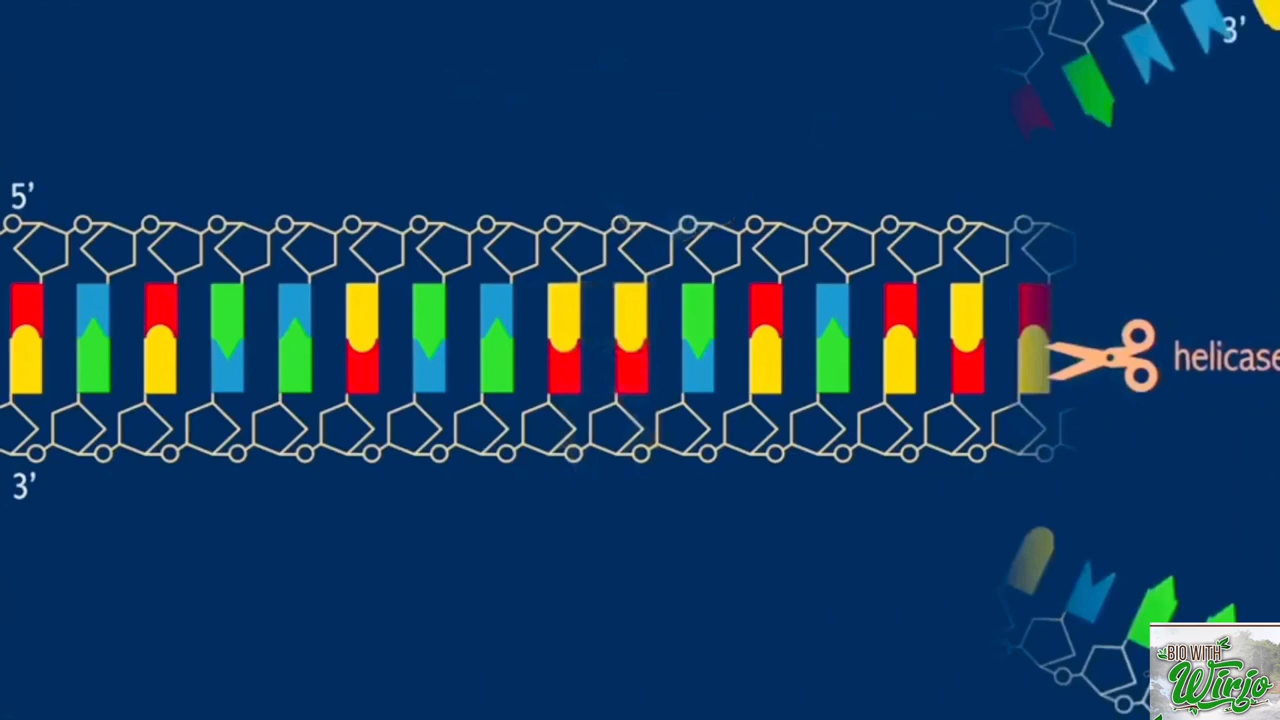 3’
5’
helicase
3’
BIO WITH
Wirjo